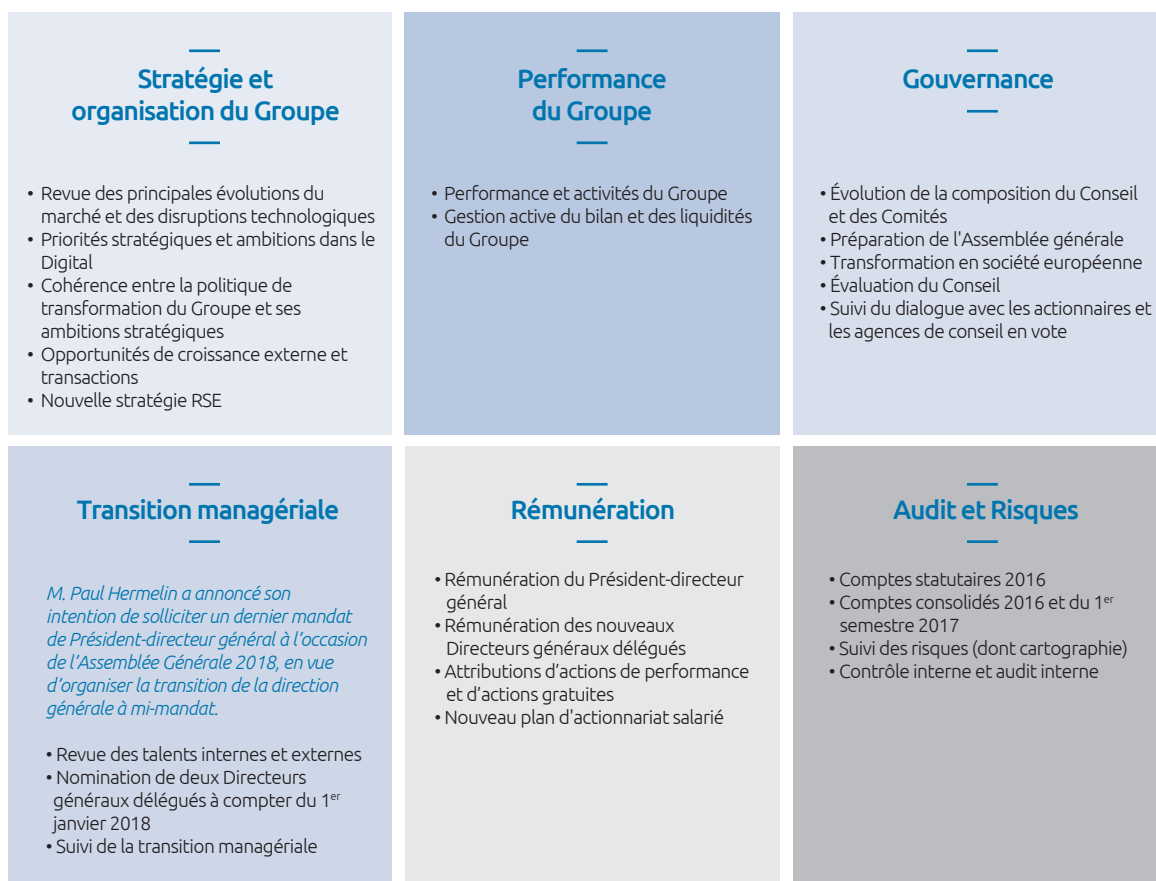 Stratégie et
organisation du Groupe
• Revue des principales évolutions du
marché et des disruptions technologiques
• Priorités stratégiques et ambitions dans le
Digital
• Cohérence entre la politique de
transformation du Groupe et ses
ambitions stratégiques
• Opportunités de croissance externe et
transactions
• Nouvelle stratégie RSE
Performance
du Groupe
• Performance et activités du Groupe
• Gestion active du bilan et des liquidités
du Groupe
Gouvernance
• Évolution de la composition du Conseil
et des Comités
• Préparation de l'Assemblée générale
• Transformation en société européenne
• Évaluation du Conseil
• Suivi du dialogue avec les actionnaires et
les agences de conseil en vote
Transition managériale
M. Paul Hermelin a annoncé son
intention de solliciter un dernier mandat
de Président-directeur général à l’occasion
de l’Assemblée Générale 2018, en vue
d’organiser la transition de la direction
générale à mi-mandat.
• Revue des talents internes et externes
• Nomination de deux Directeurs
généraux délégués à compter du 1er
janvier 2018
• Suivi de la transition managériale
Rémunération
• Rémunération du Président-directeur
général
• Rémunération des nouveaux
Directeurs généraux délégués
• Attributions d’actions de performance
et d’actions gratuites
• Nouveau plan d'actionnariat salarié
Audit et Risques
• Comptes statutaires 2016
• Comptes consolidés 2016 et du 1er
semestre 2017
• Suivi des risques (dont cartographie)
• Contrôle interne et audit interne